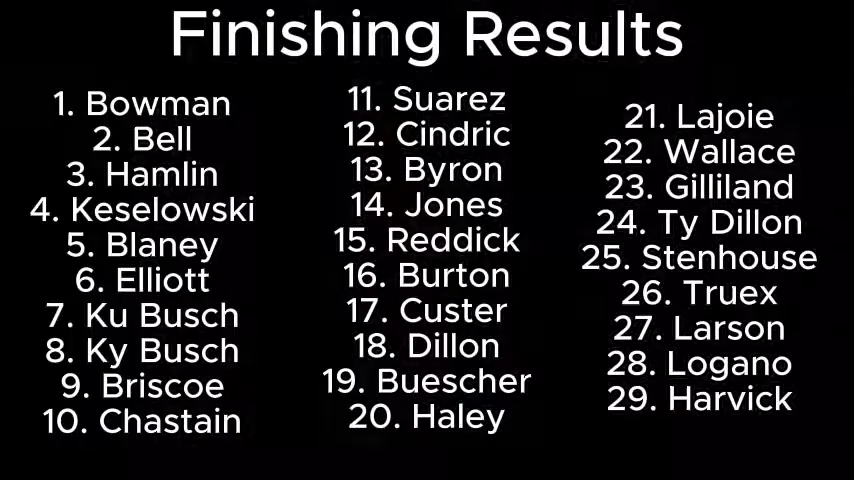 Finishing Results
1. Bowman
2. Bell
3. Hamlin
4. Keselowski
5. Blaney
6. Elliott
7. Ku Busch
8. Ky Busch
9. Briscoe
10. Chastain
11. Suarez
12. Cindric
13. Byron
14. Jones
15. Reddick
16. Burton
17. Custer
18. Dillon
19. Buescher
20. Haley
21. Lajoie
22. Wallace
23. Gilliland
24. Ty Dillon
25. Stenhouse
26. Truex
27. Larson
28. Logano
29. Harvick